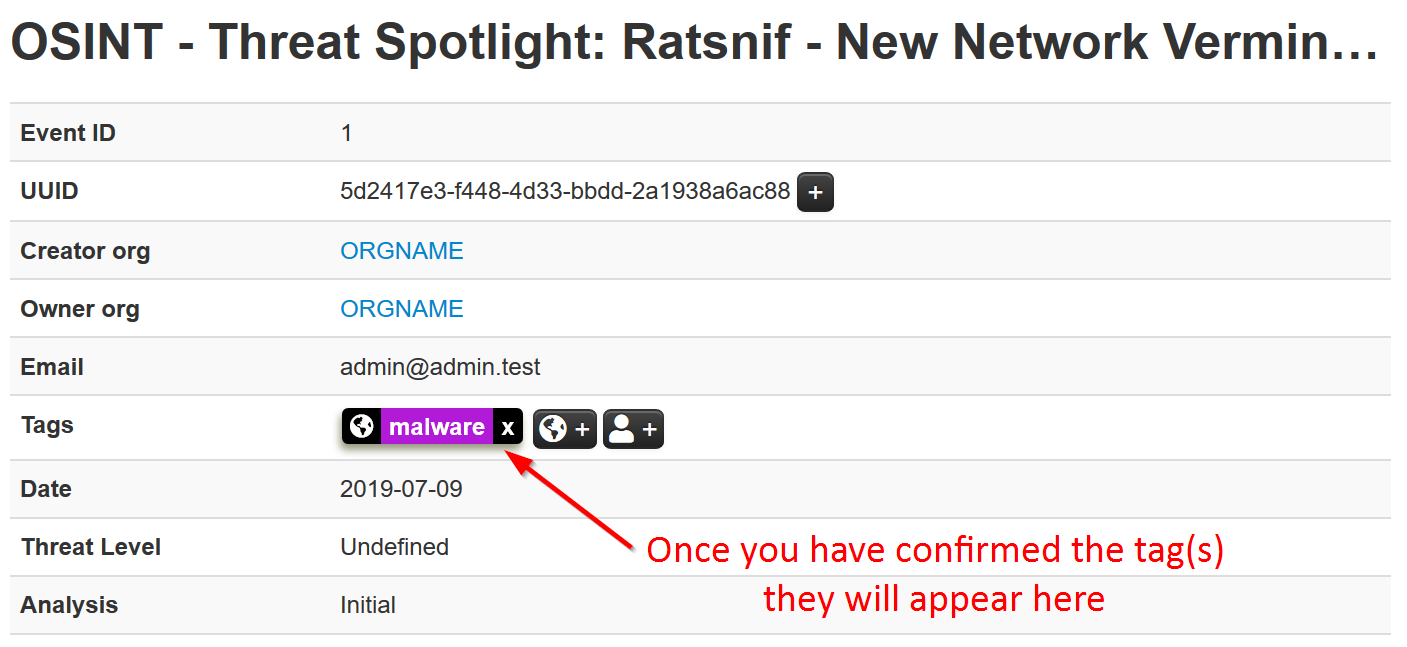 OSINT - Threat Spotlight: Ratsnif - New Network Vermin…
Event ID 1
UUID 5d2417e3-f448-4d33-bbdd-2a1938a6ac88 +
Creator org ORGNAME
Owner org ORGNAME
Email admin@admin.test
Tags malware x + +
Date 2019-07-09
Threat Level Undefined
Once you have confirmed the tag(s)
they will appear here
Analysis Initial